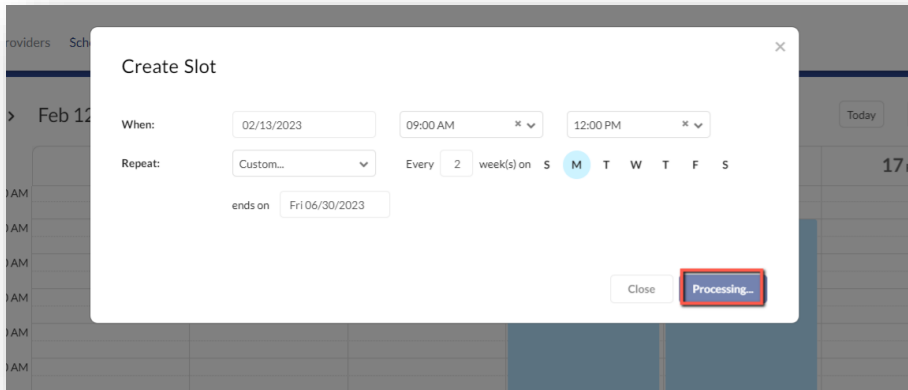 roviders Sch
×
Create Slot
> Feb 12
Today
When: 02/13/2023 09:00 AM × 12:00 PM ×
Repeat: Custom... Every 2 week(s) on S M T W T F S
17
ends on Fri 06/30/2023
AM
AM
AM
AM
AM
AM
Close Processing...